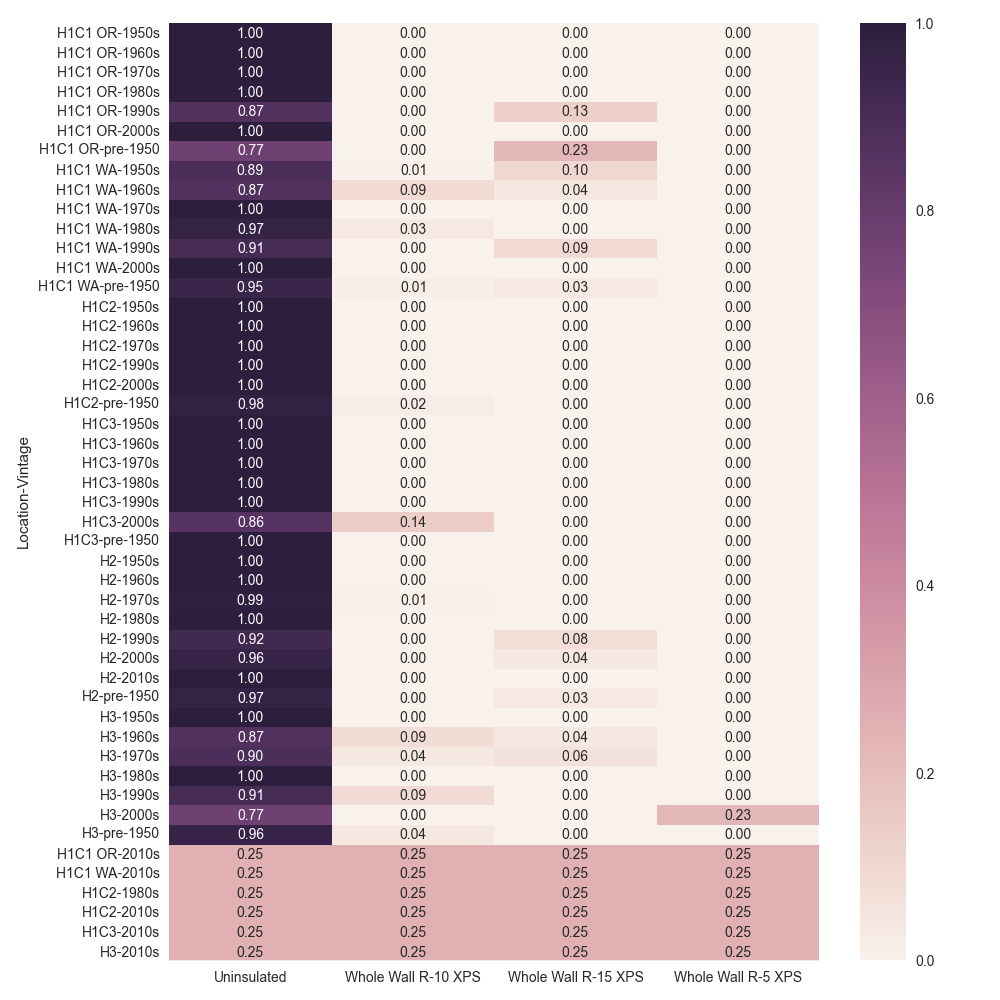 H1C1 OR-1950s 1.00 0.00 0.00 0.00
H1C1 OR-1960s 1.00 0.00 0.00 0.00
H1C1 OR-1970s 1.00 0.00 0.00 0.00
H1C1 OR-1980s 1.00 0.00 0.00 0.00
H1C1 OR-1990s 0.87 0.00 0.13 0.00
H1C1 OR-2000s 1.00 0.00 0.00 0.00
H1C1 OR-pre-1950 0.77 0.00 0.23 0.00
H1C1 WA-1950s 0.89 0.01 0.10 0.00
H1C1 WA-1960s 0.87 0.09 0.04 0.00
H1C1 WA-1970s 1.00 0.00 0.00 0.00
H1C1 WA-1980s 0.97 0.03 0.00 0.00
H1C1 WA-1990s 0.91 0.00 0.09 0.00
H1C1 WA-2000s 1.00 0.00 0.00 0.00
H1C1 WA-pre-1950 0.95 0.01 0.03 0.00
H1C2-1950s 1.00 0.00 0.00 0.00
H1C2-1960s 1.00 0.00 0.00 0.00
H1C2-1970s 1.00 0.00 0.00 0.00
H1C2-1990s 1.00 0.00 0.00 0.00
H1C2-2000s 1.00 0.00 0.00 0.00
H1C2-pre-1950 0.98 0.02 0.00 0.00
H1C3-1950s 1.00 0.00 0.00 0.00
H1C3-1960s 1.00 0.00 0.00 0.00
H1C3-1970s 1.00 0.00 0.00 0.00
H1C3-1980s 1.00 0.00 0.00 0.00
H1C3-1990s 1.00 0.00 0.00 0.00
H1C3-2000s 0.86 0.14 0.00 0.00
H1C3-pre-1950 1.00 0.00 0.00 0.00
H2-1950s 1.00 0.00 0.00 0.00
H2-1960s 1.00 0.00 0.00 0.00
H2-1970s 0.99 0.01 0.00 0.00
H2-1980s 1.00 0.00 0.00 0.00
H2-1990s 0.92 0.00 0.08 0.00
H2-2000s 0.96 0.00 0.04 0.00
H2-2010s 1.00 0.00 0.00 0.00
H2-pre-1950 0.97 0.00 0.03 0.00
H3-1950s 1.00 0.00 0.00 0.00
H3-1960s 0.87 0.09 0.04 0.00
H3-1970s 0.90 0.04 0.06 0.00
H3-1980s 1.00 0.00 0.00 0.00
H3-1990s 0.91 0.09 0.00 0.00
H3-2000s 0.77 0.00 0.00 0.23
H3-pre-1950 0.96 0.04 0.00 0.00
H1C1 OR-2010s 0.25 0.25 0.25 0.25
H1C1 WA-2010s 0.25 0.25 0.25 0.25
H1C2-1980s 0.25 0.25 0.25 0.25
H1C2-2010s 0.25 0.25 0.25 0.25
H1C3-2010s 0.25 0.25 0.25 0.25
H3-2010s 0.25 0.25 0.25 0.25
Uninsulated Whole Wall R-10 XPS Whole Wall R-15 XPS Whole Wall R-5 XPS
Location-Vintage
1.0
0.8
0.6
0.4
0.2
0.0